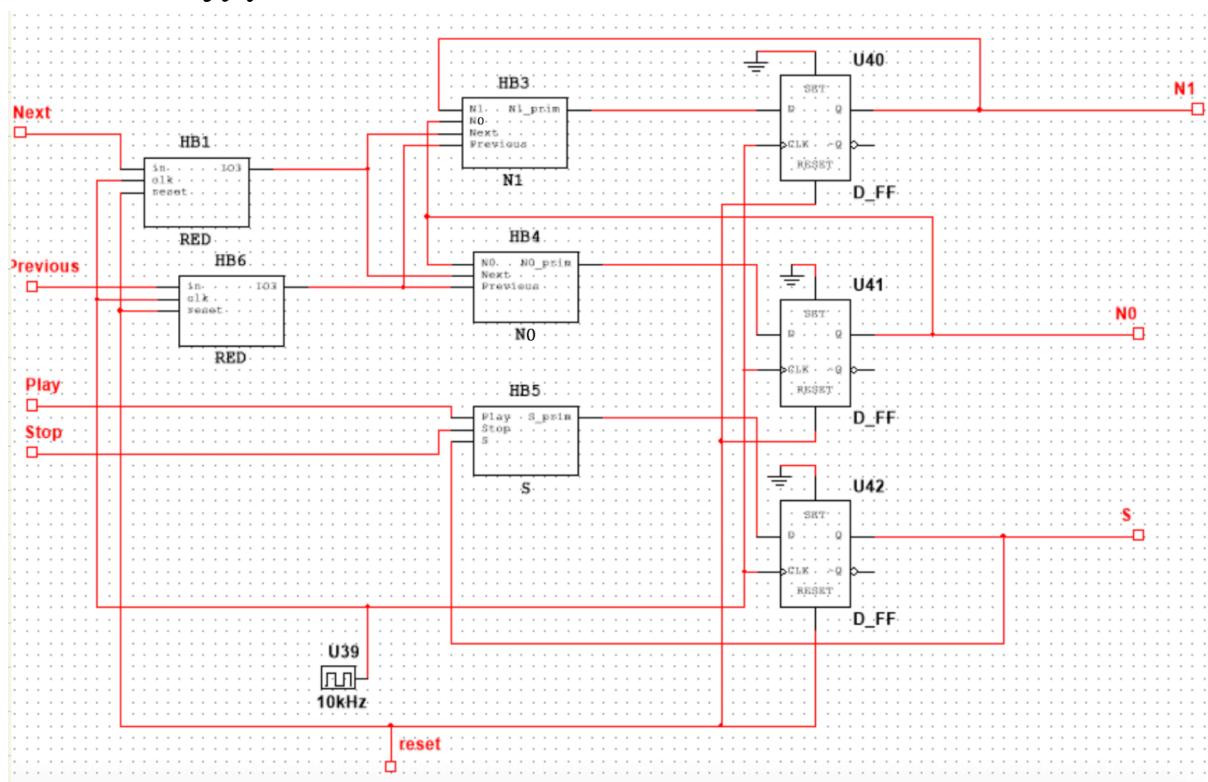 U40
HB3
SET
N1
N1 N1_prim
D Q
Next
N0
Next
HB1
Previous
CLK ~Q
in IO3
N1
RESET
clk
reset
D_FF
RED
HB4
Previous
HB6
N0 N0_prim
U41
Next
in IO3
Previous
clk
SET
reset
N0
N0
D Q
RED
CLK ~Q
Play
HB5
RESET
Play S_prim
D_FF
Stop
Stop
S
U42
S
SET
S
D Q
CLK ~Q
RESET
D_FF
U39
10kHz
reset